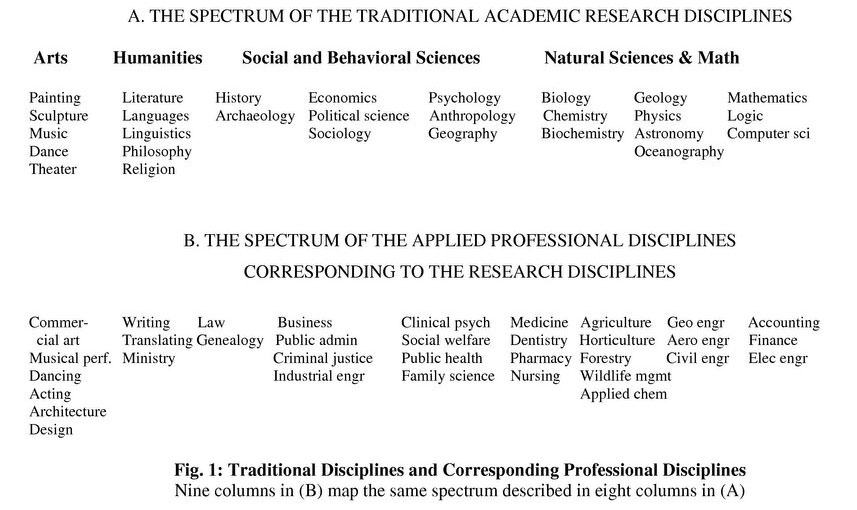 A. THE SPECTRUM OF THE TRADITIONAL ACADEMIC RESEARCH DISCIPLINES
Arts Humanities Social and Behavioral Sciences Natural Sciences & Math
Painting Literature History Economics Psychology Biology Geology Mathematics
Sculpture Languages Archaeology Political science Anthropology Chemistry Physics Logic
Music Linguistics Sociology Geography Biochemistry Astronomy Computer sci
Dance Philosophy Oceanography
Theater Religion
B. THE SPECTRUM OF THE APPLIED PROFESSIONAL DISCIPLINES
CORRESPONDING TO THE RESEARCH DISCIPLINES
Commer- Writing Law Business Clinical psych Medicine Agriculture Geo engr Accounting
cial art Translating Genealogy Public admin Social welfare Dentistry Horticulture Aero engr Finance
Musical perf. Ministry Criminal justice Public health Pharmacy Forestry Civil engr Elec engr
Dancing Industrial engr Family science Nursing Wildlife mgmt
Acting Applied chem
Architecture
Design
Fig. 1: Traditional Disciplines and Corresponding Professional Disciplines
Nine columns in (B) map the same spectrum described in eight columns in (A)